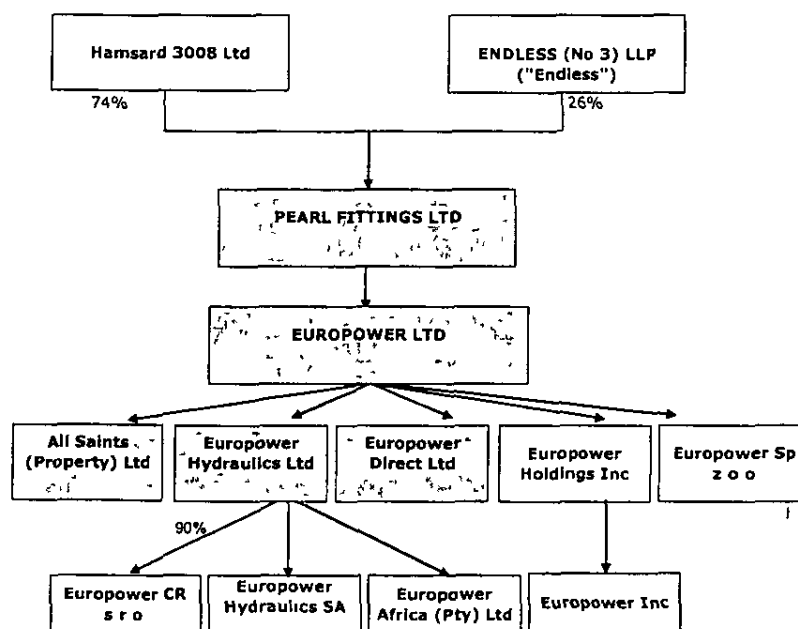 Hamsard 3008 Ltd
ENDLESS (No 3) LLP
("Endless")
74%
26%
PEARL FITTINGS LTD
EUROPOWER LTD
All Saints
(Property) Ltd
Europower
Hydraulics Ltd
Europower
Direct Ltd
Europower
Holdings Inc
Europower Sp
z o o
90%
Europower CR
s r o
Europower
Hydraulics SA
Europower
Africa (Pty) Ltd
Europower Inc